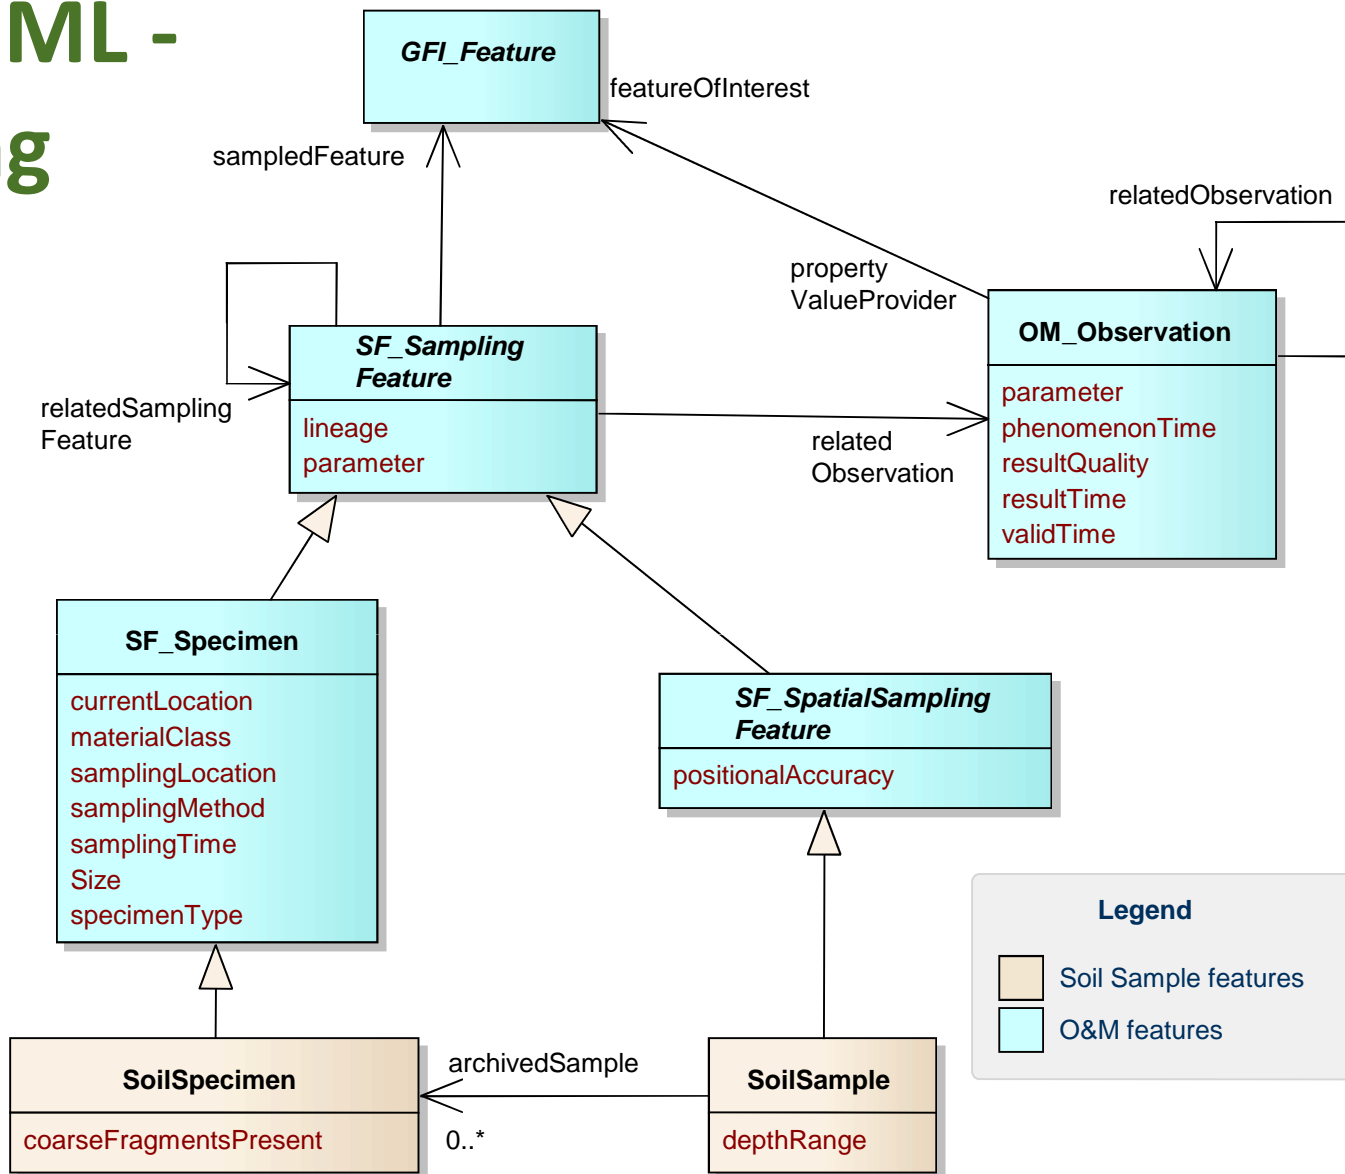 ML -
ng
GFI_Feature
featureOfInterest
sampledFeature
relatedObservation
property
ValueProvider
OM_Observation
parameter
phenomenonTime
resultQuality
resultTime
validTime
SF_Sampling
Feature
lineage
parameter
relatedSampling
Feature
related
Observation
SF_Specimen
currentLocation
materialClass
samplingLocation
samplingMethod
samplingTime
Size
specimenType
SF_SpatialSampling
Feature
positionalAccuracy
Legend
Soil Sample features
O&M features
SoilSpecimen
coarseFragmentsPresent
archivedSample
0..*
SoilSample
depthRange